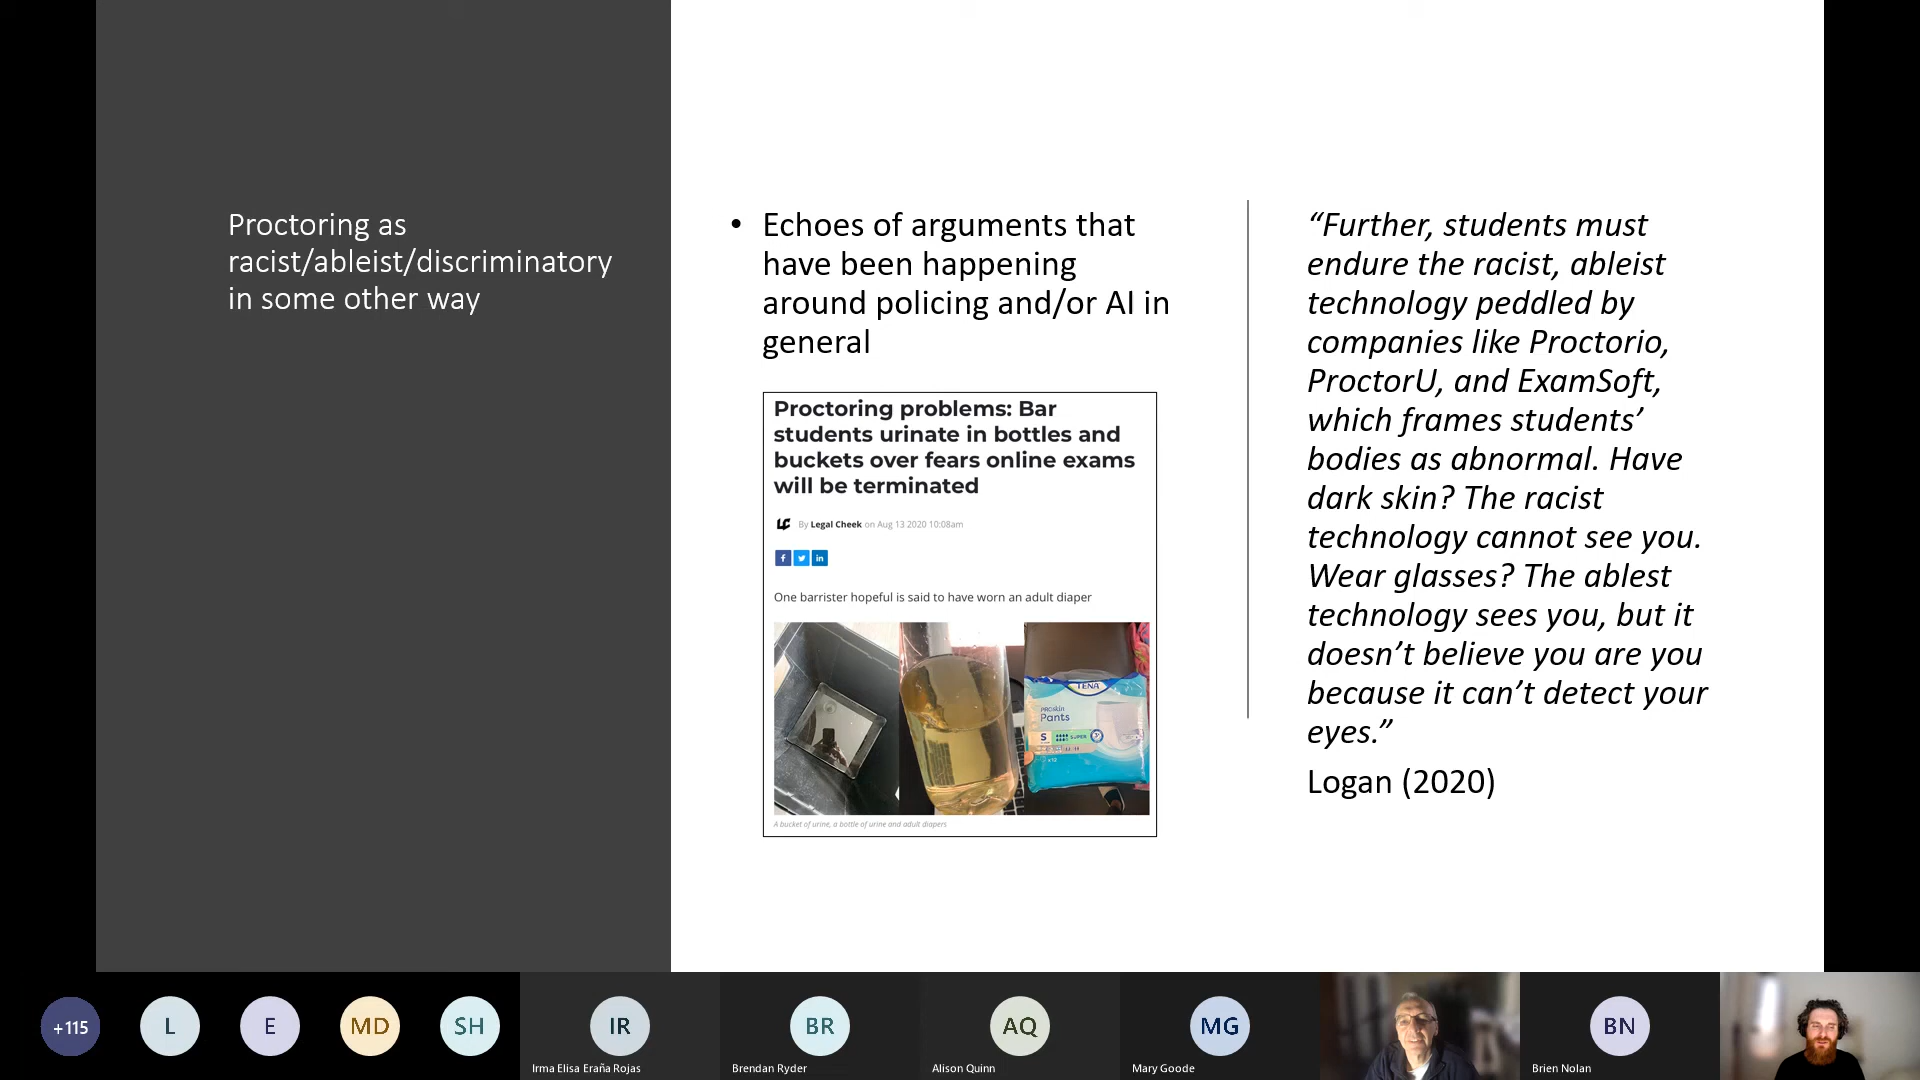 Proctoring as
racist/ableist/discriminatory
in some other way
• Echoes of arguments that
have been happening
around policing and/or AI in
general
Proctoring problems: Bar
students urinate in bottles and
buckets over fears online exams
will be terminated
By Legal Cheek on Aug 13 2020 10:08am
One barrister hopeful is said to have worn an adult diaper
TENA
PROskin
Pants
S
SUPER
x12
A bucket of urine, a bottle of urine and adult diapers
“Further, students must
endure the racist, ableist
technology peddled by
companies like Proctorio,
ProctorU, and ExamSoft,
which frames students’
bodies as abnormal. Have
dark skin? The racist
technology cannot see you.
Wear glasses? The ablest
technology sees you, but it
doesn’t believe you are you
because it can’t detect your
eyes.”
Logan (2020)
+115
L
E
MD
SH
IR
Irma Elisa Eraña Rojas
BR
Brendan Ryder
AQ
Alison Quinn
MG
Mary Goode
BN
Brien Nolan